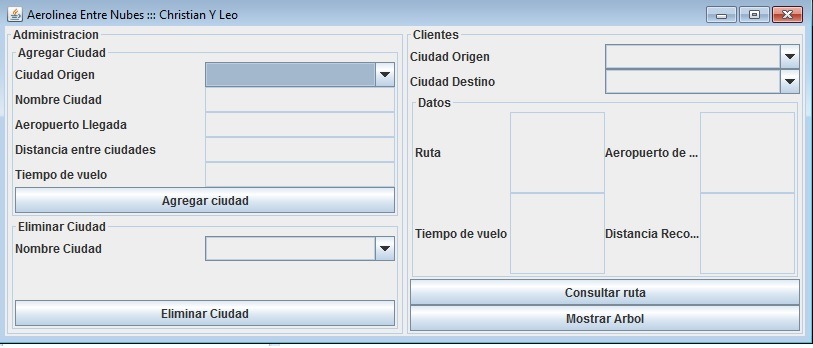 Aerolinea Entre Nubes ::: Christian Y Leo
Administracion
Agregar Ciudad
Ciudad Origen
Nombre Ciudad
Aeropuerto Llegada
Distancia entre ciudades
Tiempo de vuelo
Agregar ciudad
Eliminar Ciudad
Nombre Ciudad
Eliminar Ciudad
Clientes
Ciudad Origen
Ciudad Destino
Datos
Ruta
Aeropuerto de ...
Tiempo de vuelo
Distancia Reco...
Consultar ruta
Mostrar Arbol